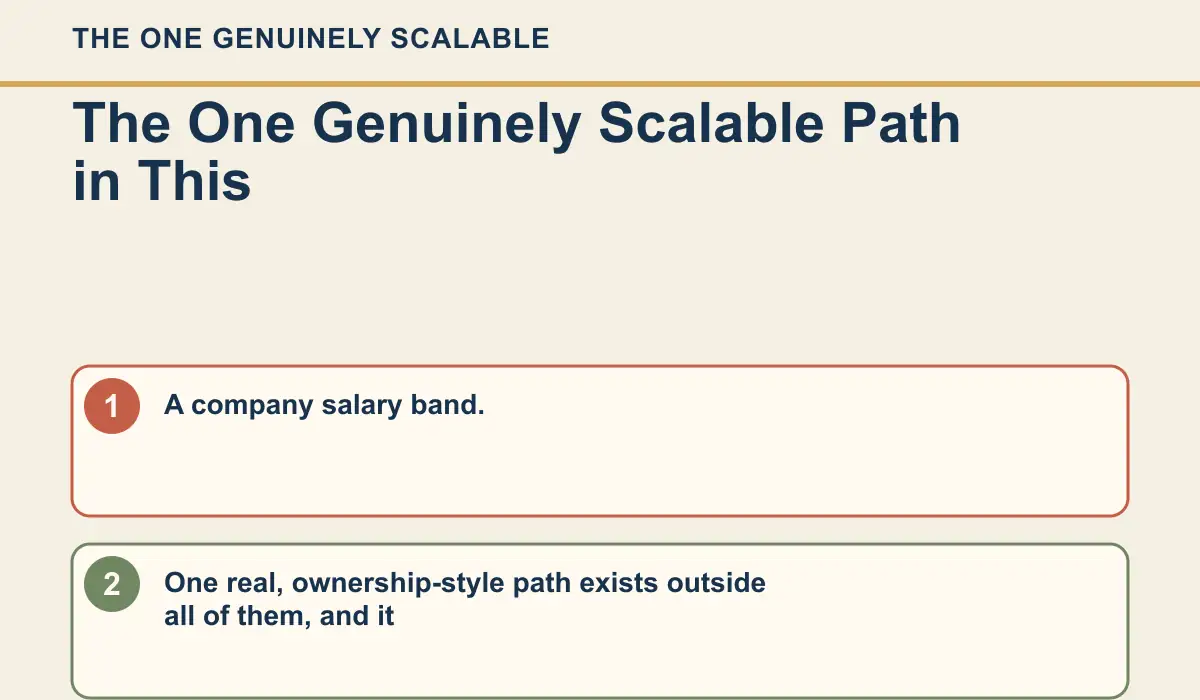 THE ONE GENUINELY SCALABLE
The One Genuinely Scalable Path
in This
1
A company salary band.
2
One real, ownership-style path exists outside
all of them, and it